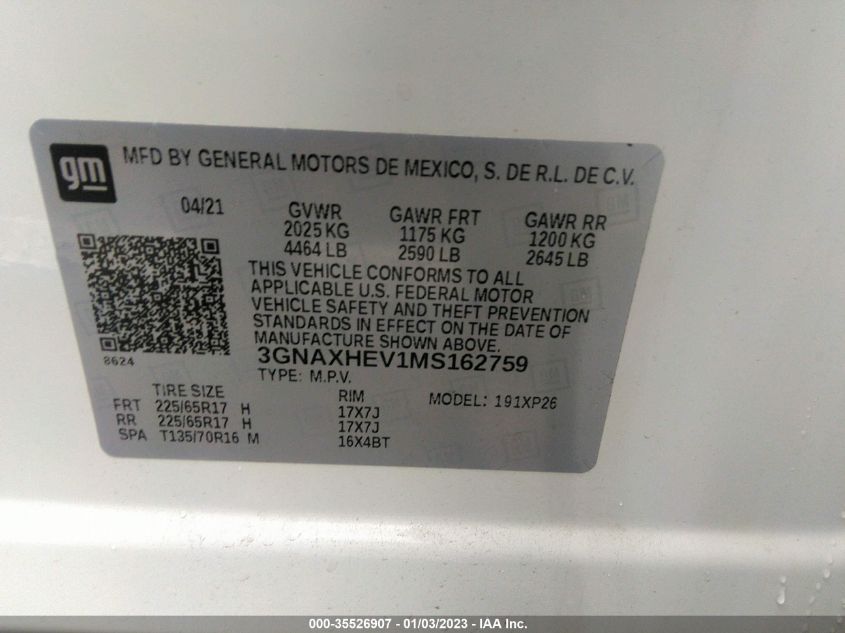 gm
MFD BY GENERAL MOTORS DE MEXICO, S. DE R.L. DE C.V.
04/21 GVWR GAWR FRT GAWR RR
2025 KG 1175 KG 1200 KG
4464 LB 2590 LB 2645 LB
THIS VEHICLE CONFORMS TO ALL
APPLICABLE U.S. FEDERAL MOTOR
VEHICLE SAFETY AND THEFT PREVENTION
STANDARDS IN EFFECT ON THE DATE OF
MANUFACTURE SHOWN ABOVE.
8624 3GNAXHEV1MS162759
TYPE: M.P.V.
TIRE SIZE RIM MODEL: 191XP26
FRT 225/65R17 H 17X7J
RR 225/65R17 H 17X7J
SPA T135/70R16 M 16X4BT
000-35526907 - 01/03/2023 - IAAI.com